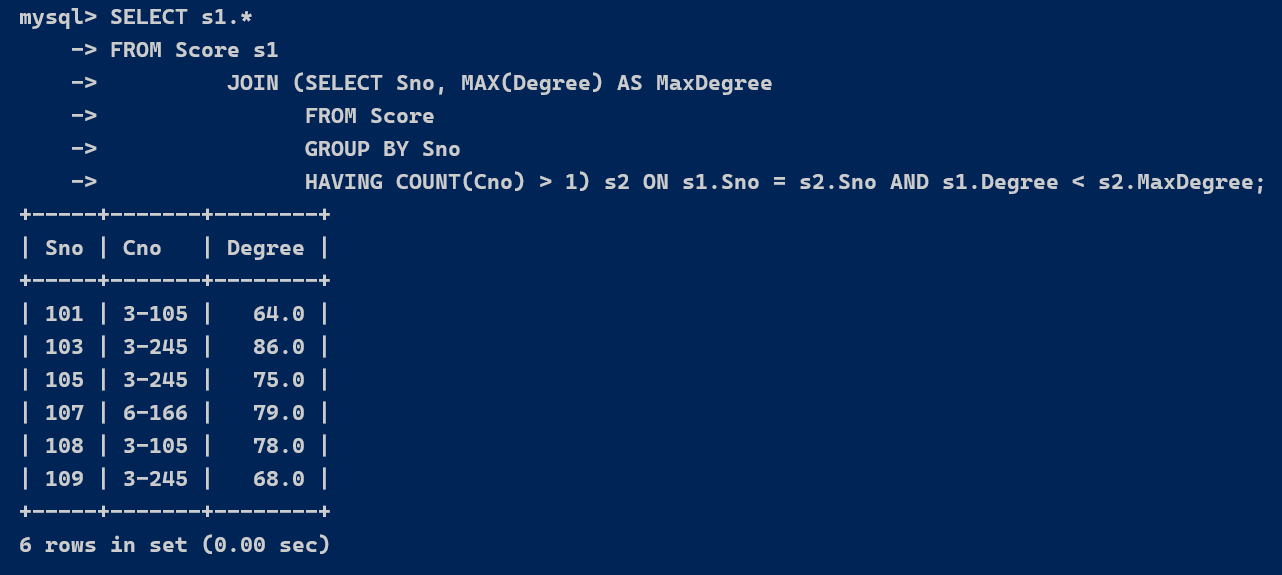 mysql> SELECT s1.*
    -> FROM Score s1
    ->          JOIN (SELECT Sno, MAX(Degree) AS MaxDegree
    ->                FROM Score
    ->                GROUP BY Sno
    ->                HAVING COUNT(Cno) > 1) s2 ON s1.Sno = s2.Sno AND s1.Degree < s2.MaxDegree;
+-----+-------+--------+
| Sno | Cno   | Degree |
+-----+-------+--------+
| 101 | 3-105 |   64.0 |
| 103 | 3-245 |   86.0 |
| 105 | 3-245 |   75.0 |
| 107 | 6-166 |   79.0 |
| 108 | 3-105 |   78.0 |
| 109 | 3-245 |   68.0 |
+-----+-------+--------+
6 rows in set (0.00 sec)